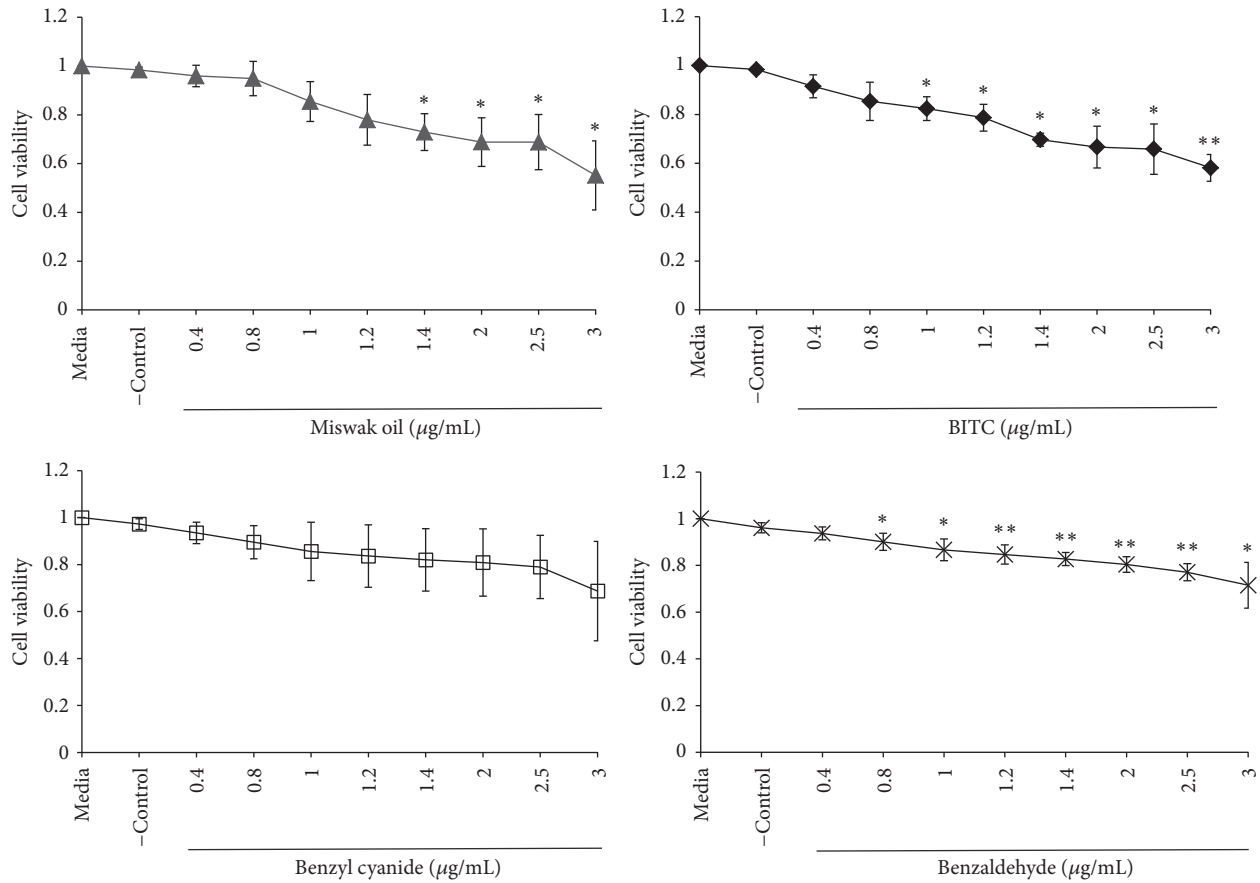 Cell viability
1.2
1
0.8
0.6
0.4
0.2
0
* * * *
Media −Control 0.4 0.8 1 1.2 1.4 2 2.5 3
Miswak oil (μg/mL)
Cell viability
1.2
1
0.8
0.6
0.4
0.2
0
* * * * * **
Media −Control 0.4 0.8 1 1.2 1.4 2 2.5 3
BITC (μg/mL)
Cell viability
1.2
1
0.8
0.6
0.4
0.2
0
Media −Control 0.4 0.8 1 1.2 1.4 2 2.5 3
Benzyl cyanide (μg/mL)
Cell viability
1.2
1
0.8
0.6
0.4
0.2
0
* * ** ** ** ** *
Media −Control 0.4 0.8 1 1.2 1.4 2 2.5 3
Benzaldehyde (μg/mL)